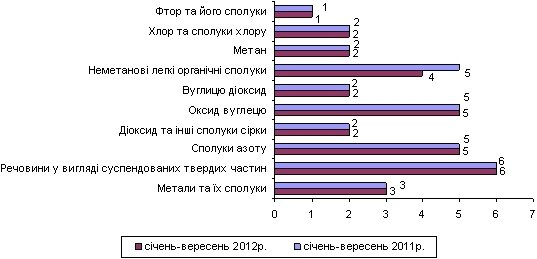 Фтор та його сполуки
1
1
Хлор та сполуки хлору
2
2
Метан
2
2
Неметанові легкі органічні сполуки
5
4
Вуглицю діоксид
2
2
Оксид вуглецю
5
5
Діоксид та інші сполуки сірки
2
2
Сполуки азоту
5
5
Речовини у вигляді суспендованих твердих частин
6
6
Метали та їх сполуки
3
3
0 1 2 3 4 5 6 7
січень-вересень 2012р. січень-вересень 2011р.